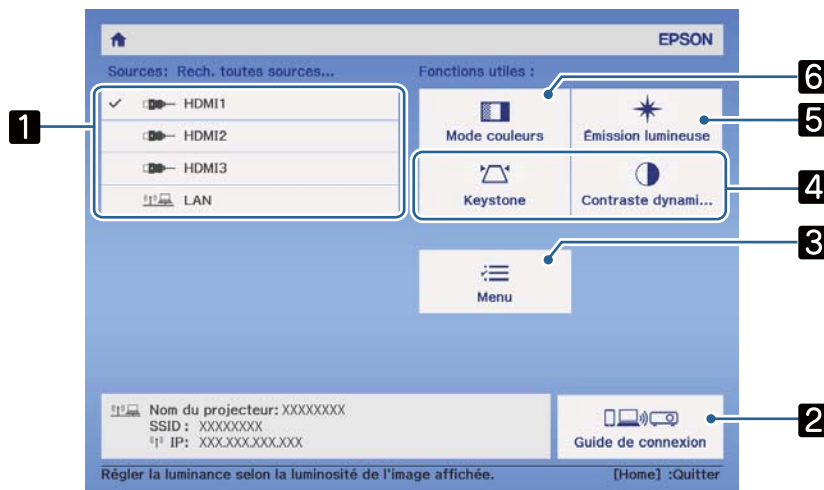 EPSON
Sources: Rech. toutes sources...
Fonctions utiles :
1
HDMI1
HDMI2
HDMI3
LAN
Mode couleurs
6
Émission lumineuse
5
Keystone
Contraste dynami...
4
3
Menu
Nom du projecteur: XXXXXXXX
SSID : XXXXXXXX
IP: XXX.XXX.XXX.XXX
Guide de connexion
2
Régler la luminance selon la luminosité de l'image affichée.
[Home] :Quitter